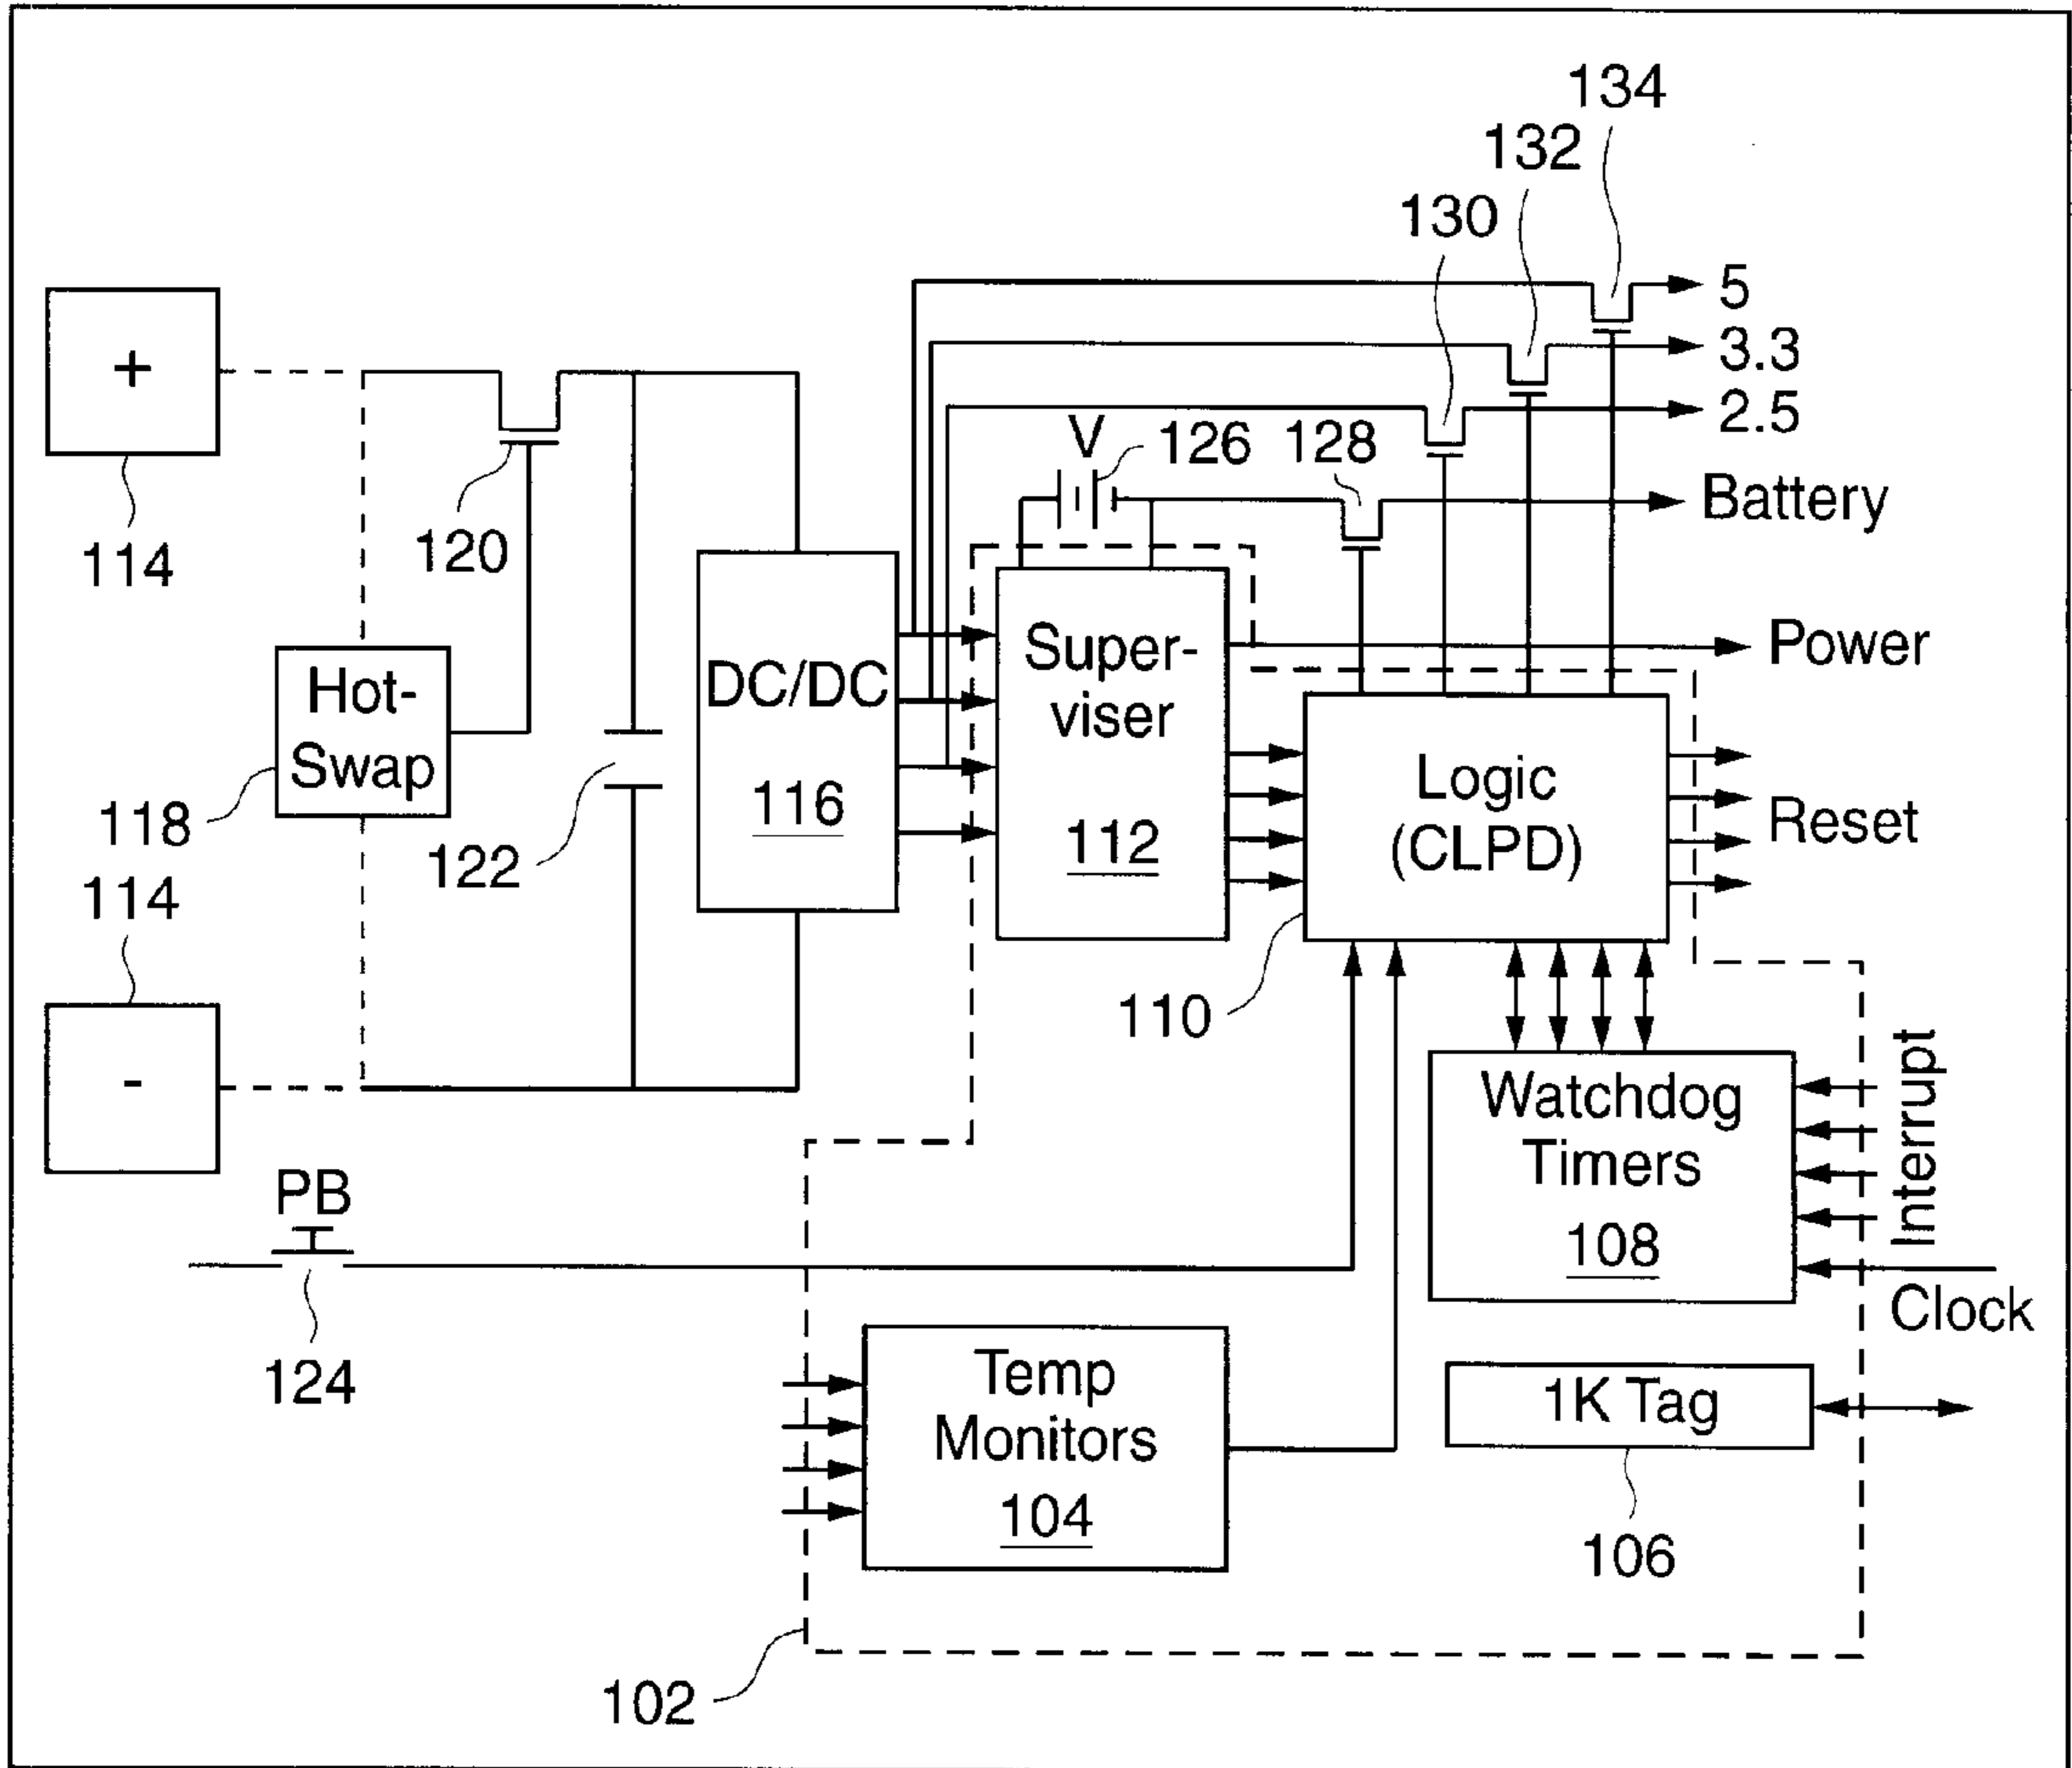 134
132
130
5
3.3
2.5
+
V
126
128
Battery
114
120
Power
Hot-
Swap
118
122
DC/DC
116
Super-
viser
112
Logic
(CLPD)
Reset
114
110
-
Watchdog
Timers
108
Interrupt
Clock
PB
124
Temp
Monitors
104
1K Tag
106
102